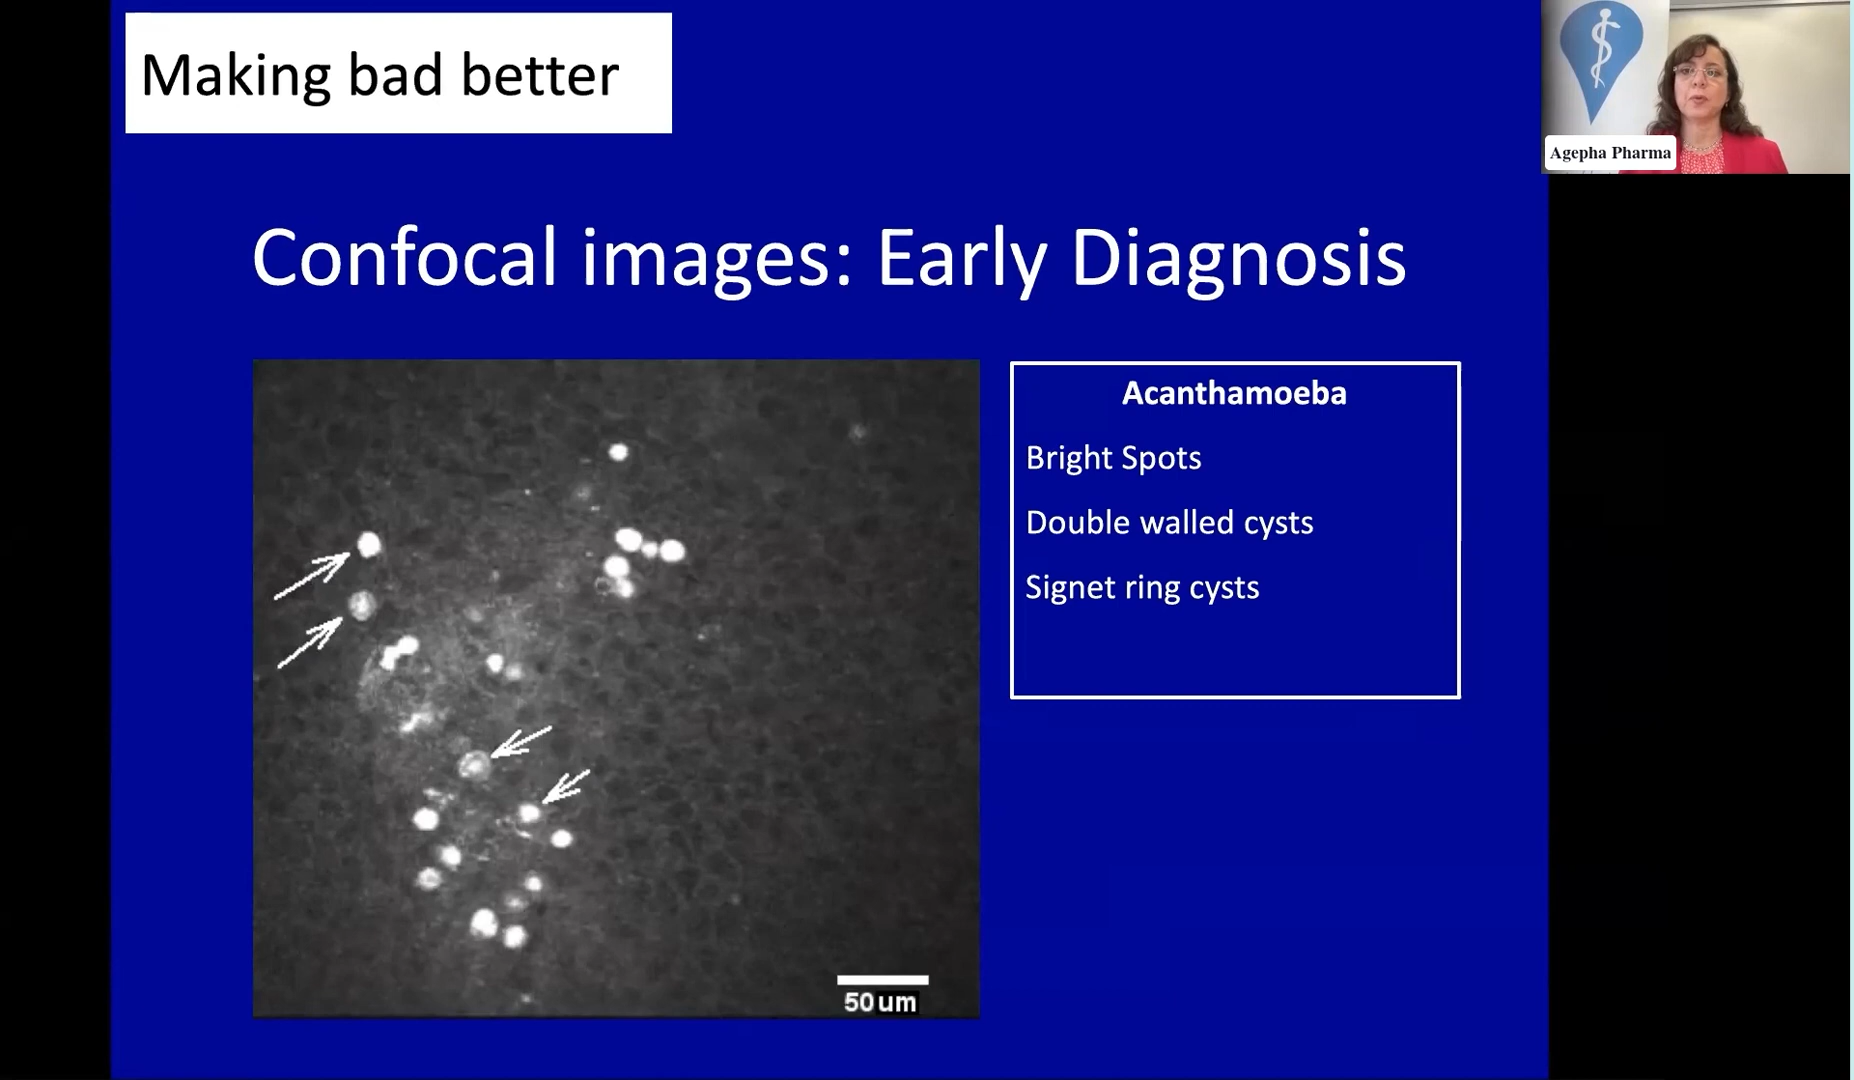 Making bad better
Agepha Pharma
Confocal images: Early Diagnosis
Acanthamoeba
Bright Spots
Double walled cysts
Signet ring cysts
50 um